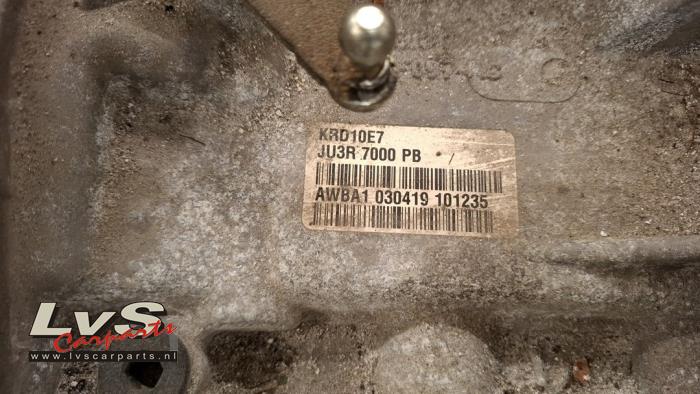 KRD10E7
JU3R 7000 PB
AWBA1 030419 101235
LvS
Carparts
www.lvscarparts.nl